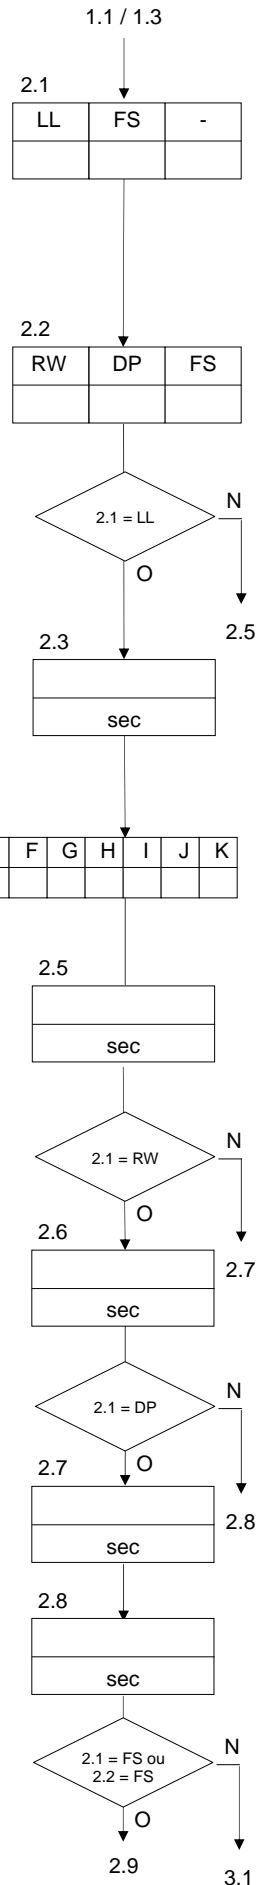 1.1 / 1.3
2.1
LL FS -
2.2
RW DP FS
2.1 = LL
N
O
2.5
2.3
sec
F G H I J K
2.5
sec
2.1 = RW
N
O
2.7
2.6
sec
2.1 = DP
N
O
2.8
2.7
sec
2.8
sec
2.1 = FS ou
2.2 = FS
N
O
2.9
3.1